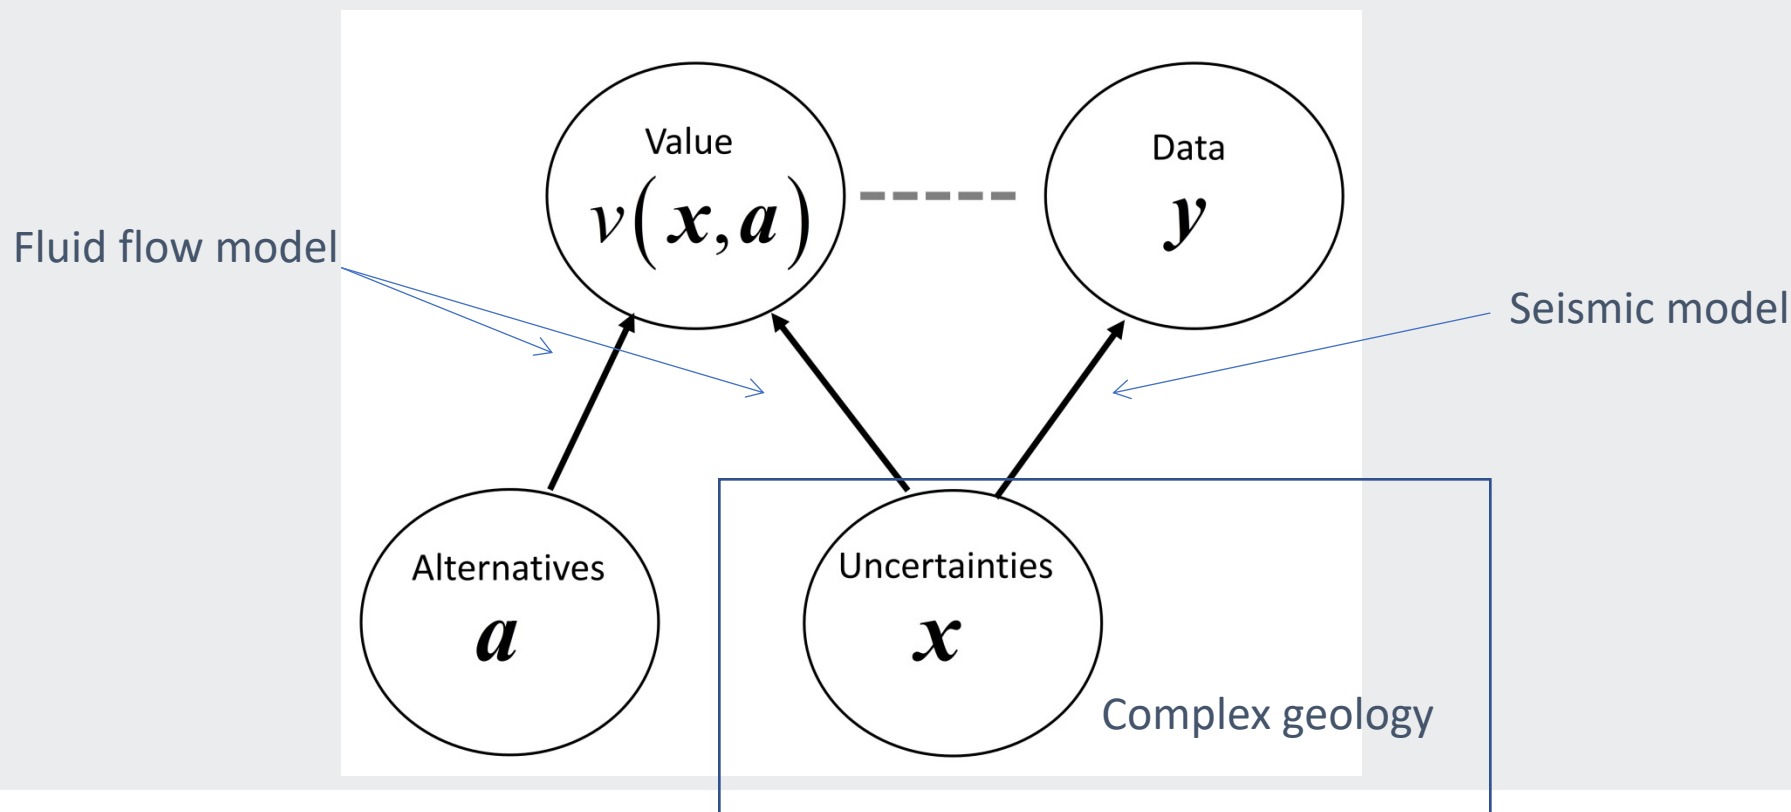 Value
v(x,a)
Data
y
Fluid flow model
Seismic model
Alternatives
a
Uncertainties
x
Complex geology